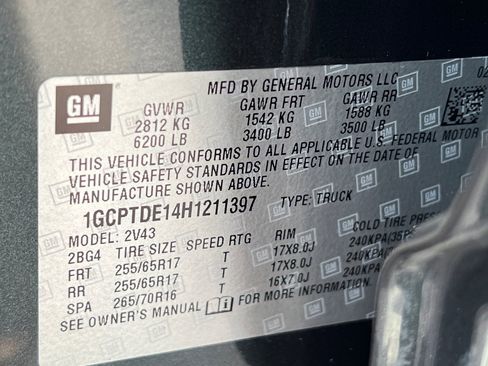 MFD BY GENERAL MOTORS LLC 02
GM
GVWR GAWR FRT GAWR RR
2812 KG 1542 KG 1588 KG
6200 LB 3400 LB 3500 LB
THIS VEHICLE CONFORMS TO ALL APPLICABLE U.S. FEDERAL MOTOR
VEHICLE SAFETY STANDARDS IN EFFECT ON THE DATE OF
MANUFACTURE SHOWN ABOVE.
1GCPTDE14H1211397 TYPE: TRUCK
MODEL: 2V43
2BG4 TIRE SIZE SPEED RTG RIM COLD TIRE
FRT 255/65R17 T 17X8.0J 240KPA(35P
RR 255/65R17 T 17X8.0J 240KPA
SPA 265/70R16 T 16X7.0J 240KPA
SEE OWNER'S MANUAL FOR MORE INFORMATION.